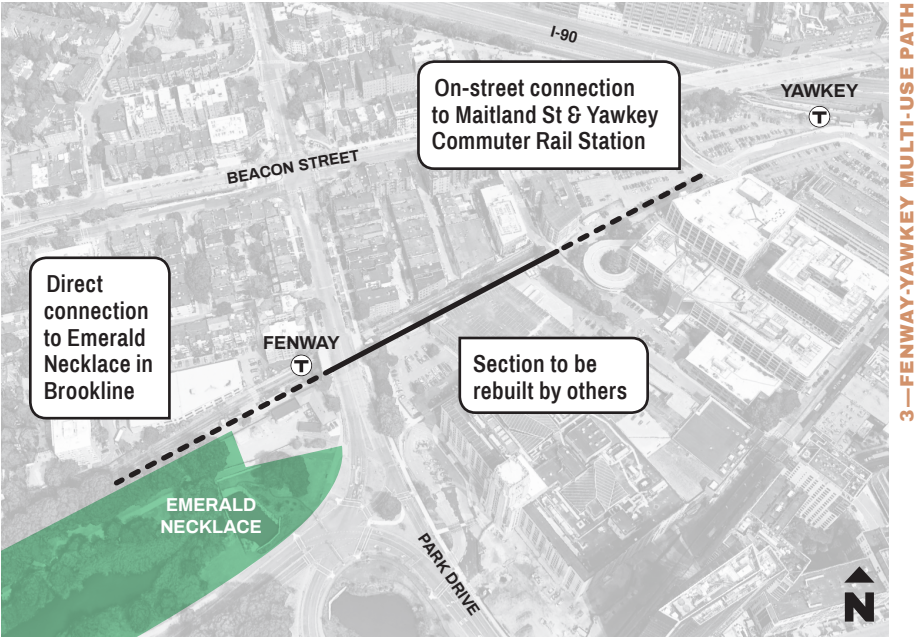 I-90
On-street connection
to Maitland St & Yawkey
Commuter Rail Station
YAWKEY
T
BEACON STREET
Direct
connection
to Emerald
Necklace in
Brookline
FENWAY
T
Section to be
rebuilt by others
EMERALD
NECKLACE
PARK DRIVE
N
3—FENWAY-YAWKEY MULTI-USE PATH